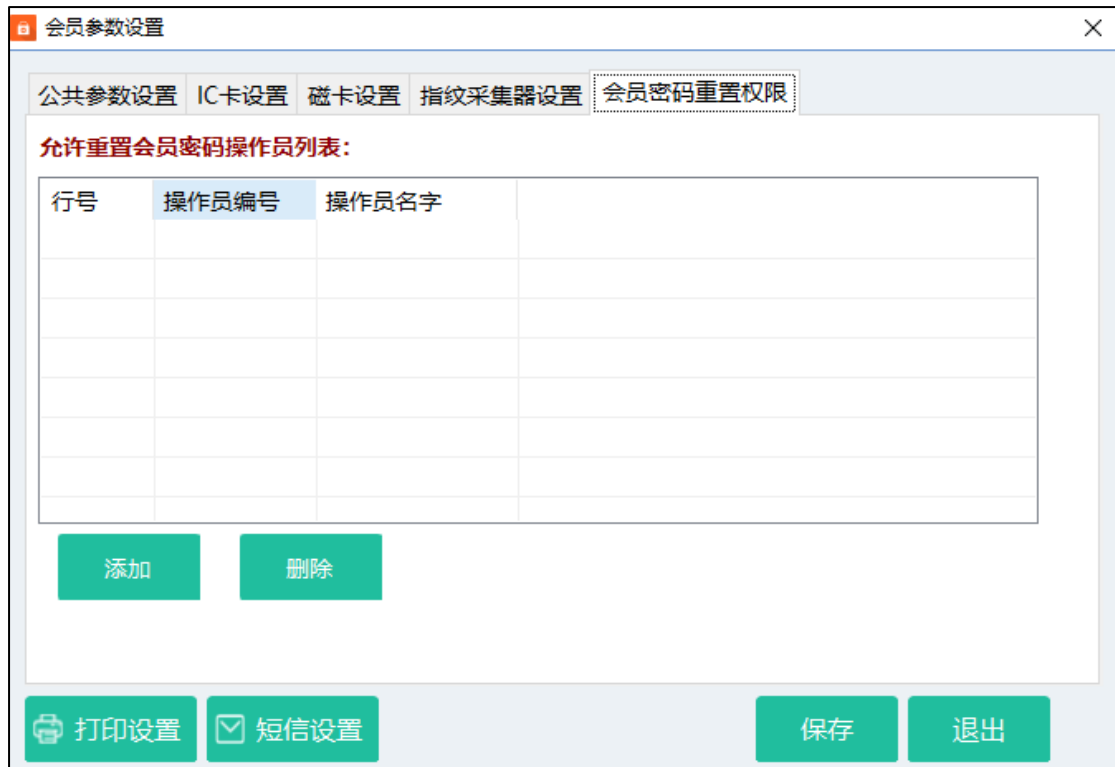 会员参数设置
公共参数设置 IC卡设置 磁卡设置 指纹采集器设置 会员密码重置权限
允许重置会员密码操作员列表：
行号 操作员编号 操作员名字
添加 删除
打印设置 短信设置 保存 退出